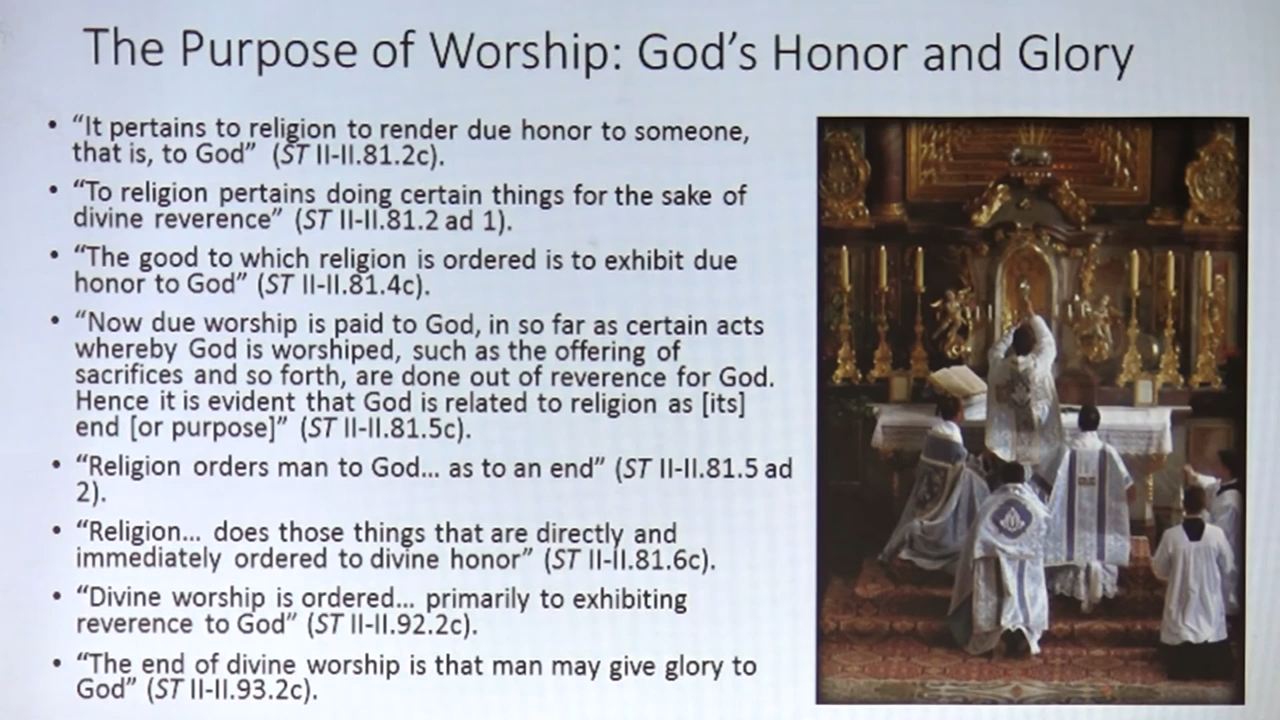 The Purpose of Worship: God's Honor and Glory
• “It pertains to religion to render due honor to someone,
that is, to God”  (ST II-II.81.2c).
• “To religion pertains doing certain things for the sake of
divine reverence” (ST II-II.81.2 ad 1).
• “The good to which religion is ordered is to exhibit due
honor to God” (ST II-II.81.4c).
• “Now due worship is paid to God, in so far as certain acts
whereby God is worshiped, such as the offering of
sacrifices and so forth, are done out of reverence for God.
Hence it is evident that God is related to religion as [its]
end [or purpose]” (ST II-II.81.5c).
• “Religion orders man to God... as to an end” (ST II-II.81.5 ad
2).
• “Religion... does those things that are directly and
immediately ordered to divine honor” (ST II-II.81.6c).
• “Divine worship is ordered... primarily to exhibiting
reverence to God” (ST II-II.92.2c).
• “The end of divine worship is that man may give glory to
God” (ST II-II.93.2c).